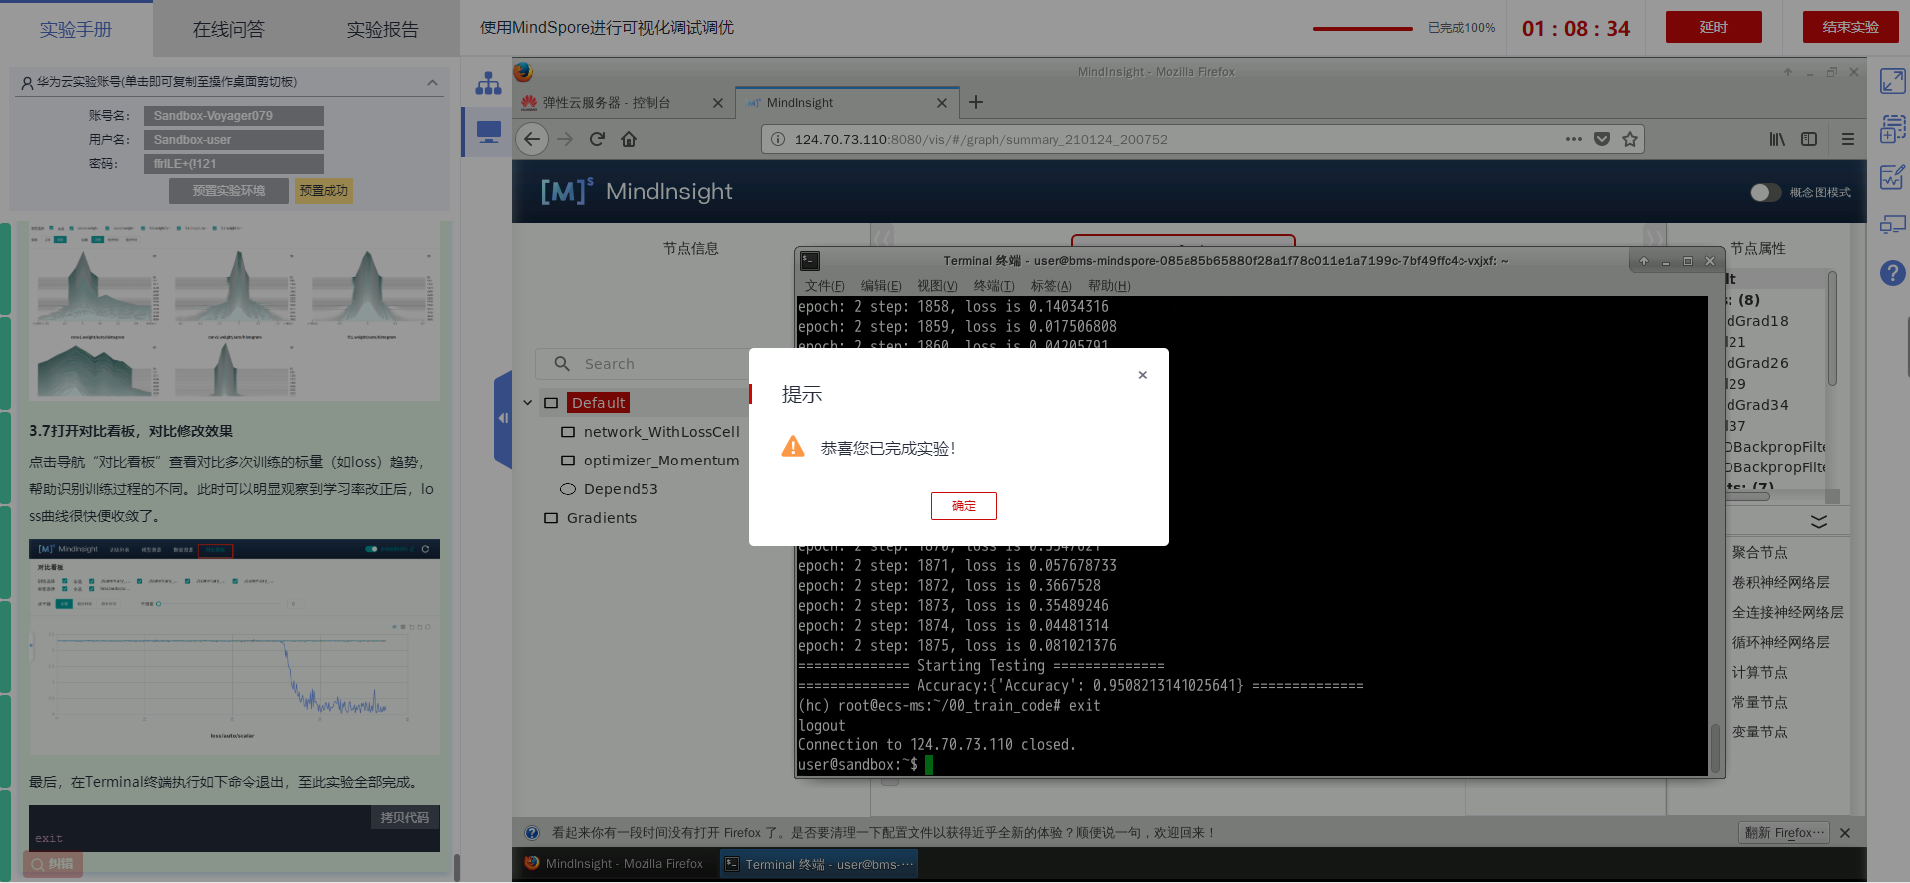 实验手册
在线问答
实验报告
使用MindSpore进行可视化调试调优
已完成100%
01 : 08 : 34
延时
结束实验
华为云实验账号(单击即可复制至操作桌面剪切板)
账号名：
Sandbox-Voyager079
用户名：
Sandbox-user
密码：
预置实验环境
预置成功
3.7打开对比看板，对比修改效果
点击导航“对比看板”查看对比多次训练的标量（如loss）趋势，
帮助识别训练过程的不同。此时可以明显观察到学习率改正后，lo
ss曲线很快便收敛了。
MindInsight
对比看板
loss/auto/scalar
最后，在Terminal终端执行如下命令退出，至此实验全部完成。
拷贝代码
exit
纠错
MindInsight - Mozilla Firefox
弹性云服务器 - 控制台
MindInsight
124.70.73.110:8080/vis/#/graph/summary_210124_200752
[M]s MindInsight
概念图模式
节点信息
Search
Default
network_WithLossCell
optimizer_Momentum
Depend53
Gradients
Terminal 终端 - user@bms-mindspore-085a85b65880f28a1f78c011e1a7199c-7bf49ffc4c-vxjxf: ~
文件(F) 编辑(E) 视图(V) 终端(T) 标签(A) 帮助(H)
epoch: 2 step: 1858, loss is 0.14034316
epoch: 2 step: 1859, loss is 0.017506808
epoch: 2 step: 1860, loss is 0.04205791
提示
恭喜您已完成实验！
确定
epoch: 2 step: 1870, loss is 0.3547621
epoch: 2 step: 1871, loss is 0.057678733
epoch: 2 step: 1872, loss is 0.3667528
epoch: 2 step: 1873, loss is 0.35489246
epoch: 2 step: 1874, loss is 0.04481314
epoch: 2 step: 1875, loss is 0.081021376
============== Starting Testing ==============
============== Accuracy:{'Accuracy': 0.9508213141025641} ==============
(hc) root@ecs-ms:~/00_train_code# exit
logout
Connection to 124.70.73.110 closed.
user@sandbox:~$
节点属性
lt
s: (8)
dGrad18
l21
dGrad26
l29
dGrad34
l37
DBackpropFilte
DBackpropFilte
ts: (7)
聚合节点
卷积神经网络层
全连接神经网络层
循环神经网络层
计算节点
常量节点
变量节点
看起来你有一段时间没有打开 Firefox 了。是否要清理一下配置文件以获得近乎全新的体验？顺便说一句，欢迎回来！
翻新 Firefox…
MindInsight - Mozilla Firefox
Terminal 终端 - user@bms-…